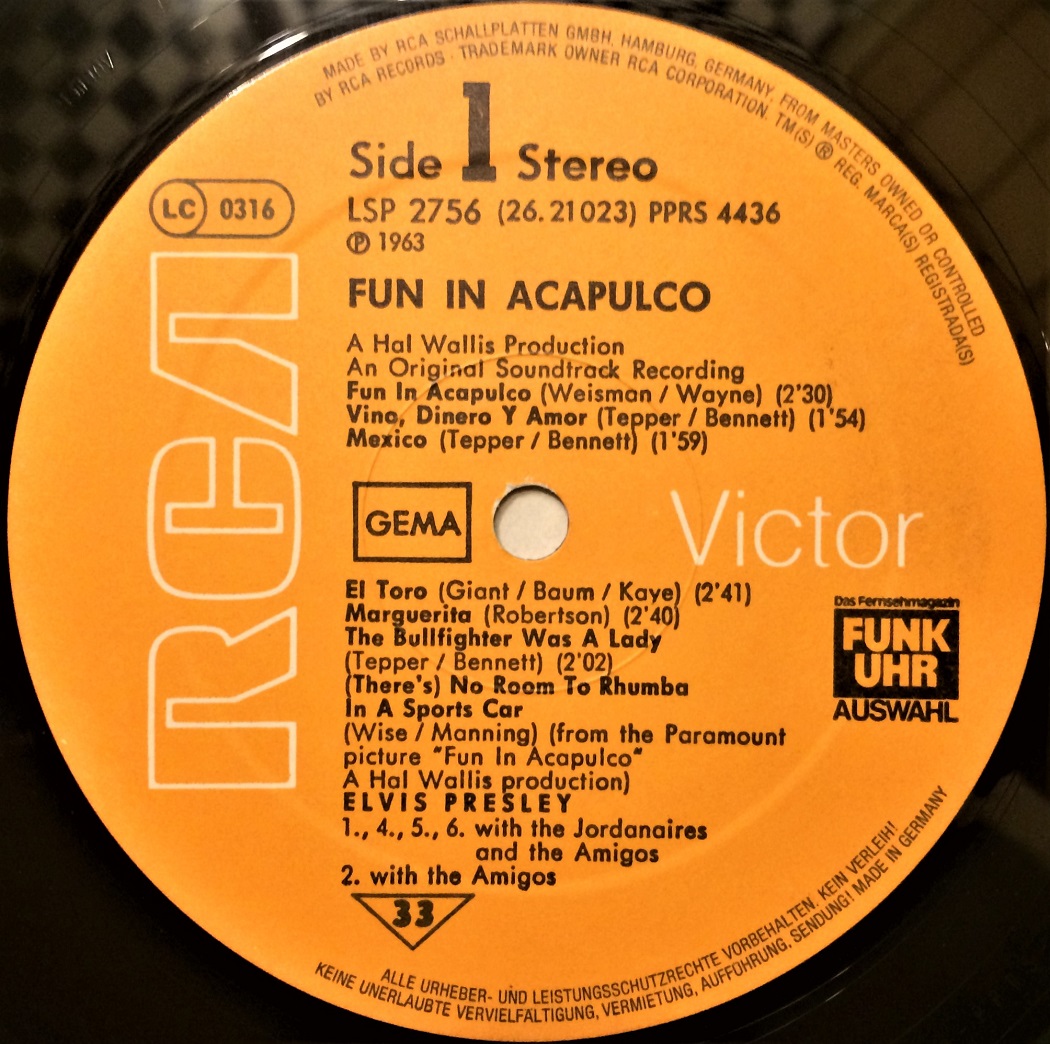 MADE BY RCA SCHALLPLATTEN GMBH, HAMBURG, GERMANY, FROM MASTERS OWNED OR CONTROLLED
BY RCA RECORDS · TRADEMARK OWNER RCA CORPORATION. TM(S) ® REG. MARCA(S) REGISTRADA(S)
Side 1 Stereo
LC 0316
LSP 2756 (26.21023) PPRS 4436
℗ 1963
RCA
FUN IN ACAPULCO
A Hal Wallis Production
An Original Soundtrack Recording
Fun In Acapulco (Weisman / Wayne) (2'30)
Vino, Dinero Y Amor (Tepper / Bennett) (1'54)
Mexico (Tepper / Bennett) (1'59)
GEMA
Victor
El Toro (Giant / Baum / Kaye) (2'41)
Marguerita (Robertson) (2'40)
The Bullfighter Was A Lady
(Tepper / Bennett) (2'02)
(There's) No Room To Rhumba
In A Sports Car
(Wise / Manning) (from the Paramount
picture "Fun In Acapulco"
A Hal Wallis production)
ELVIS PRESLEY
1., 4., 5., 6. with the Jordanaires
and the Amigos
2. with the Amigos
33
Das Fernsehmagazin
FUNK
UHR
AUSWAHL
ALLE URHEBER- UND LEISTUNGSSCHUTZRECHTE VORBEHALTEN. KEIN VERLEIH!
KEINE UNERLAUBTE VERVIELFÄLTIGUNG, VERMIETUNG, AUFFÜHRUNG, SENDUNG! MADE IN GERMANY